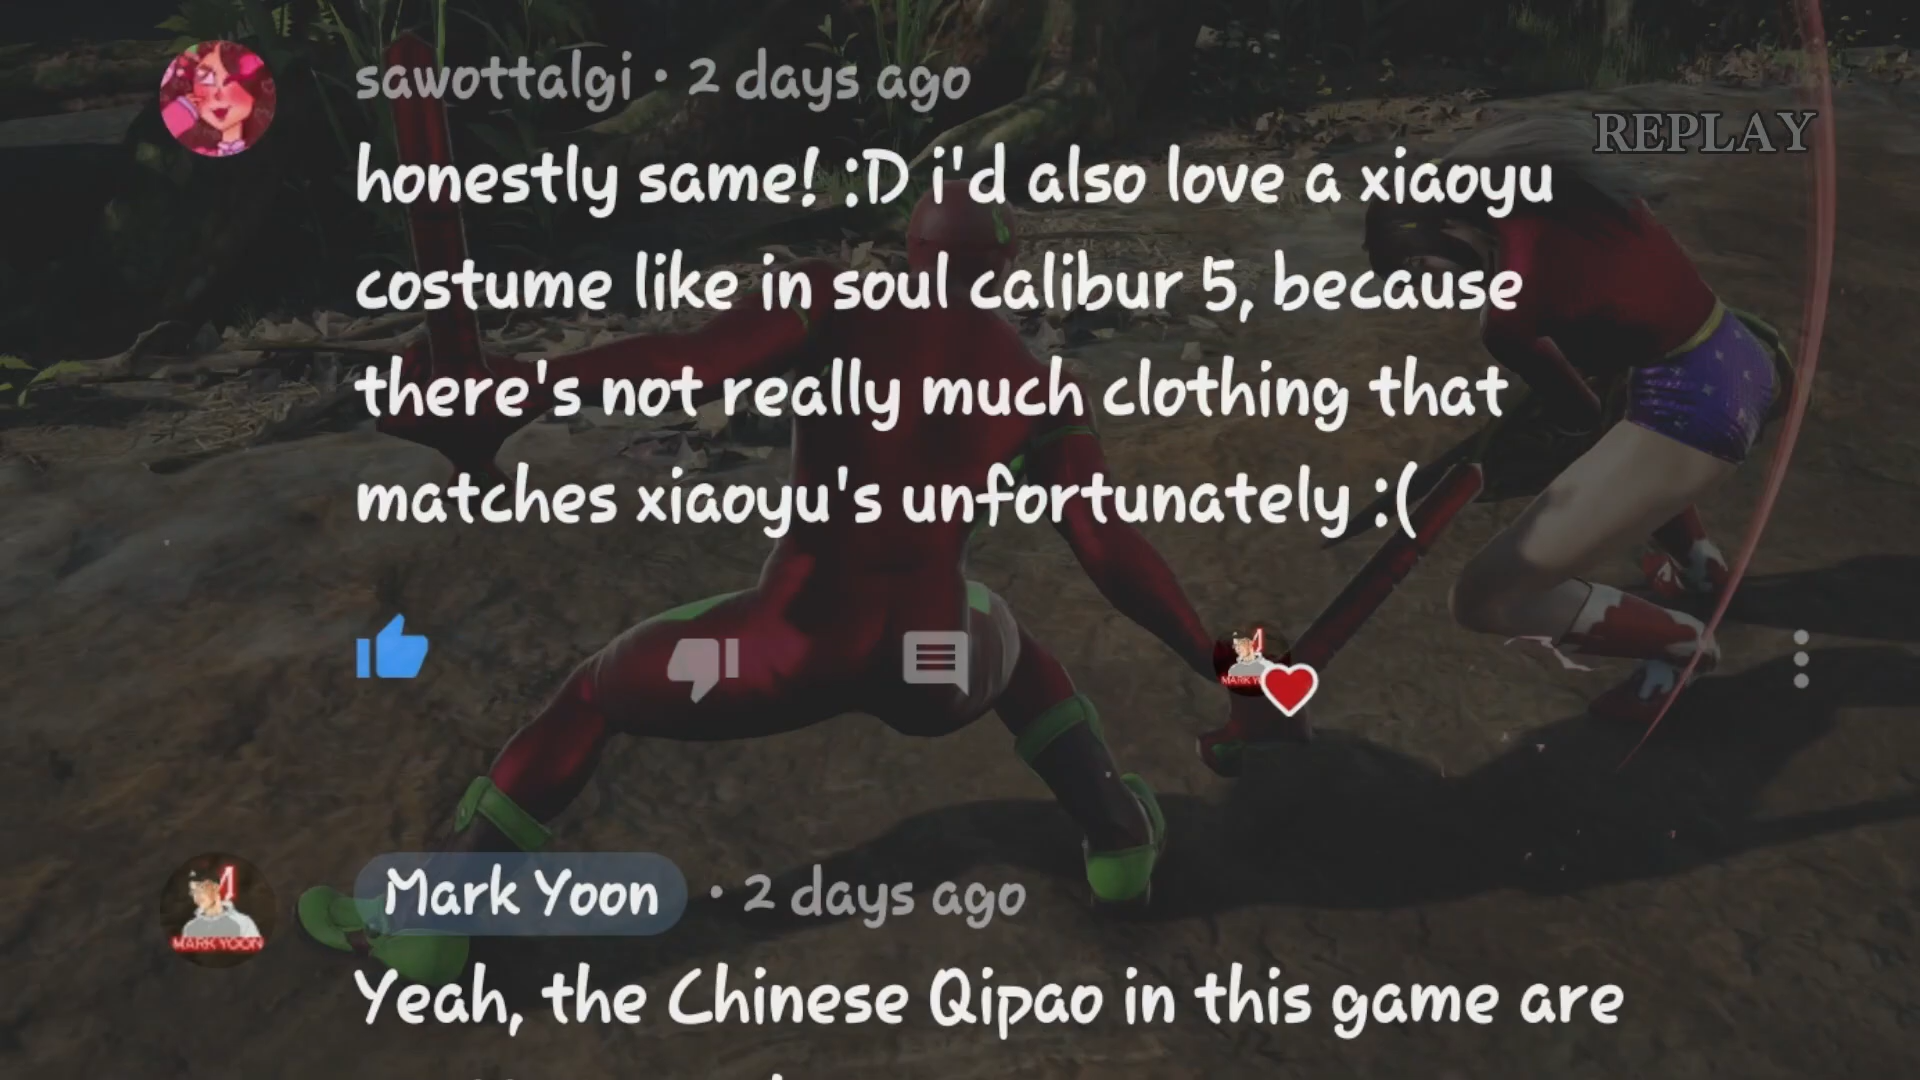 sawottalgi • 2 days ago
REPLAY
honestly same! :D i'd also love a xiaoyu
costume like in soul calibur 5, because
there's not really much clothing that
matches xiaoyu's unfortunately :(
Mark Yoon • 2 days ago
MARK YOON
Yeah, the Chinese Qipao in this game are